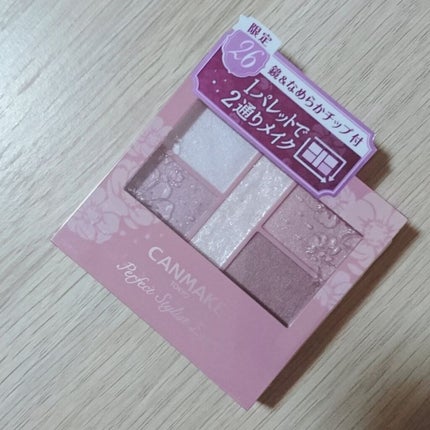 限定
26
鏡&なめらかチップ付
1パレットで
2通りメイク
CANMAKE
TOKYO
Perfect Stylist